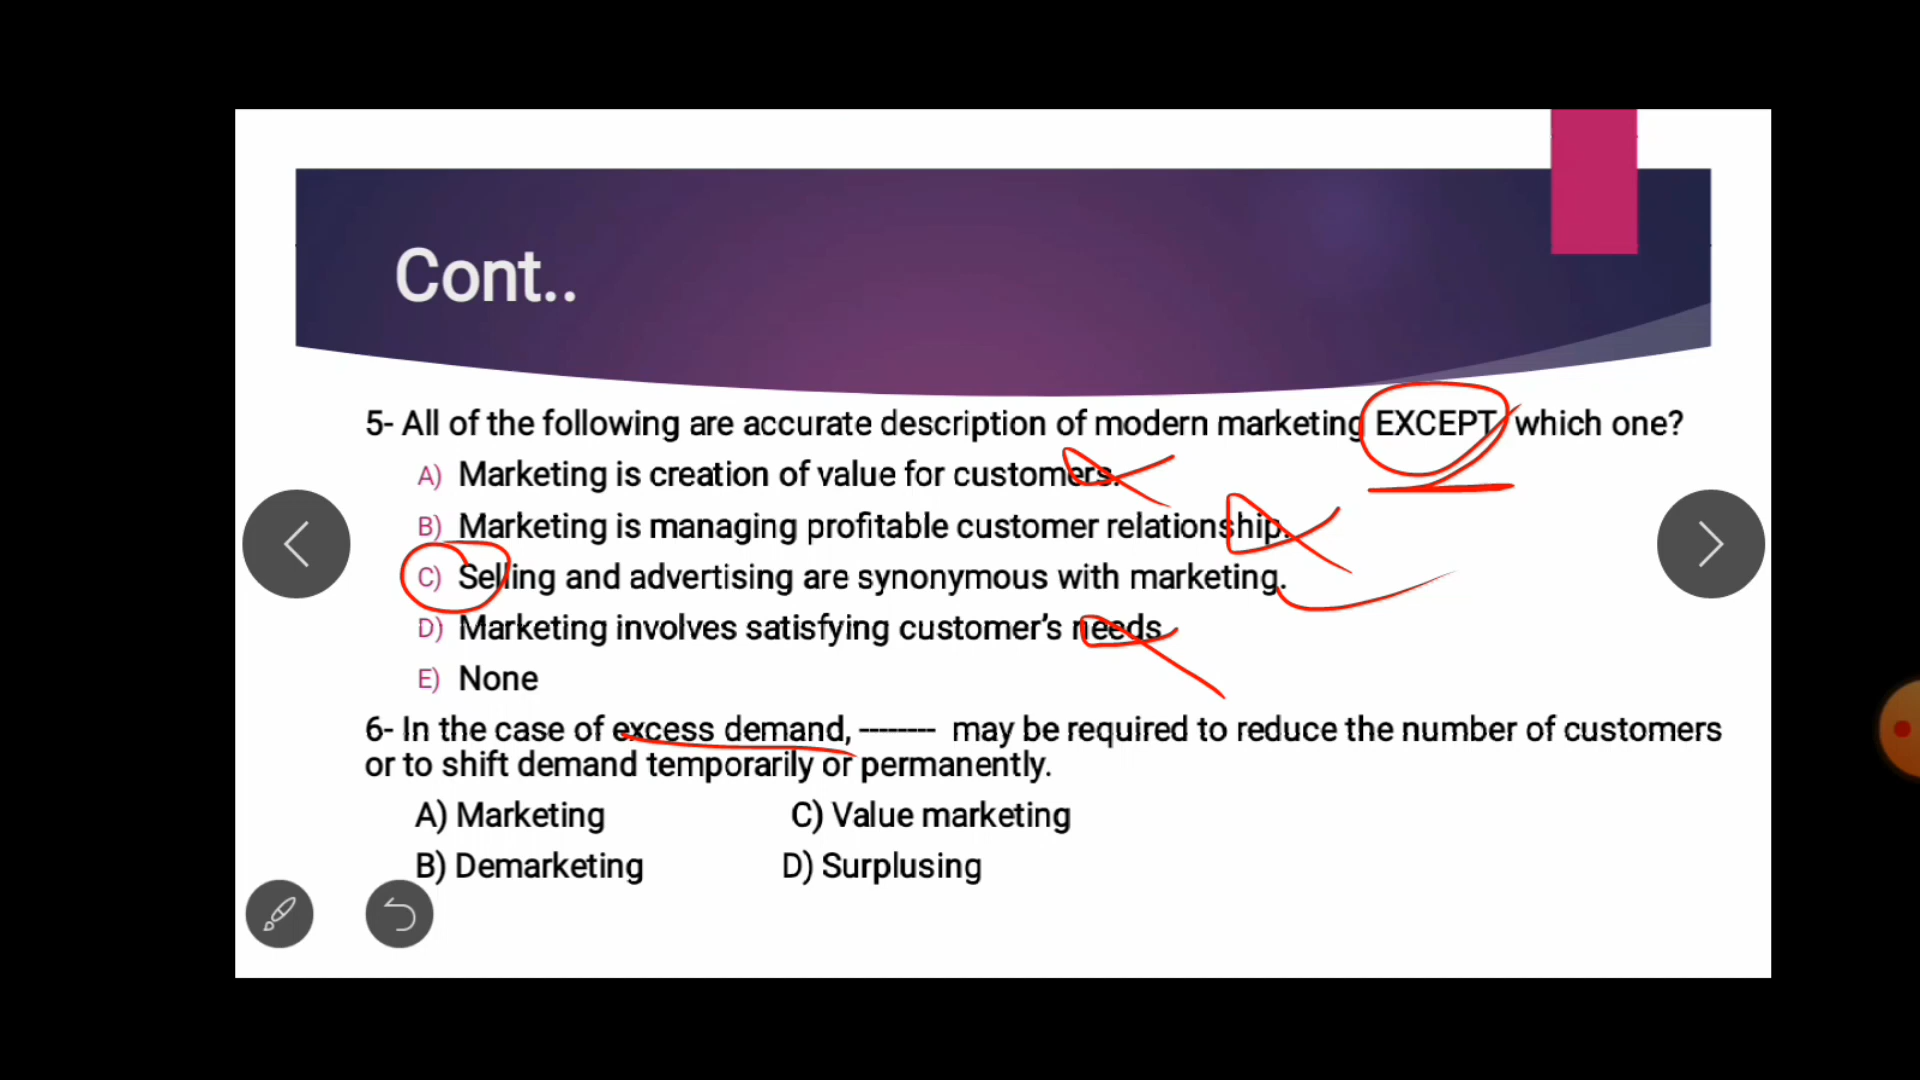 Cont..
5- All of the following are accurate description of modern marketing EXCEPT which one?
A) Marketing is creation of value for customers.
B) Marketing is managing profitable customer relationship.
C) Selling and advertising are synonymous with marketing.
D) Marketing involves satisfying customer's needs
E) None
6- In the case of excess demand, -------- may be required to reduce the number of customers
or to shift demand temporarily or permanently.
A) Marketing C) Value marketing
B) Demarketing D) Surplusing